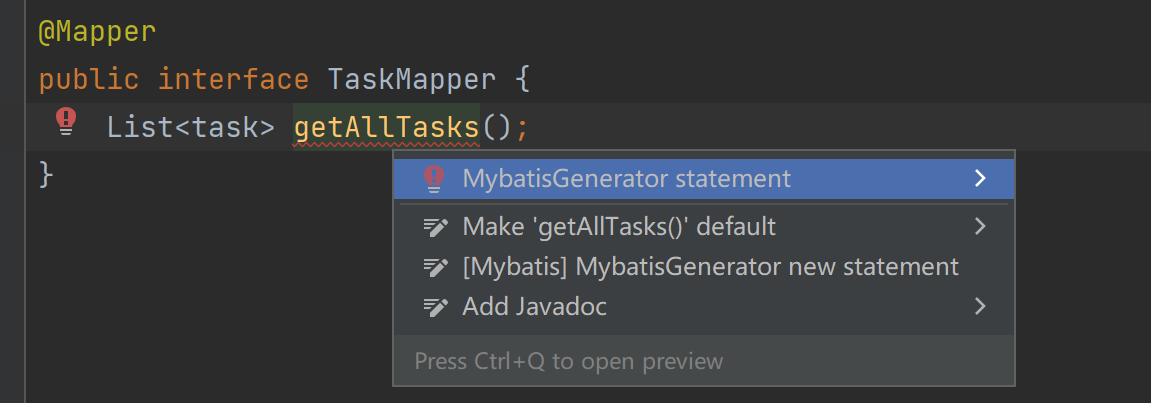 @Mapper
public interface TaskMapper {
List<task> getAllTasks();
}
MybatisGenerator statement
Make 'getAllTasks()' default
[Mybatis] MybatisGenerator new statement
Add Javadoc
Press Ctrl+Q to open preview